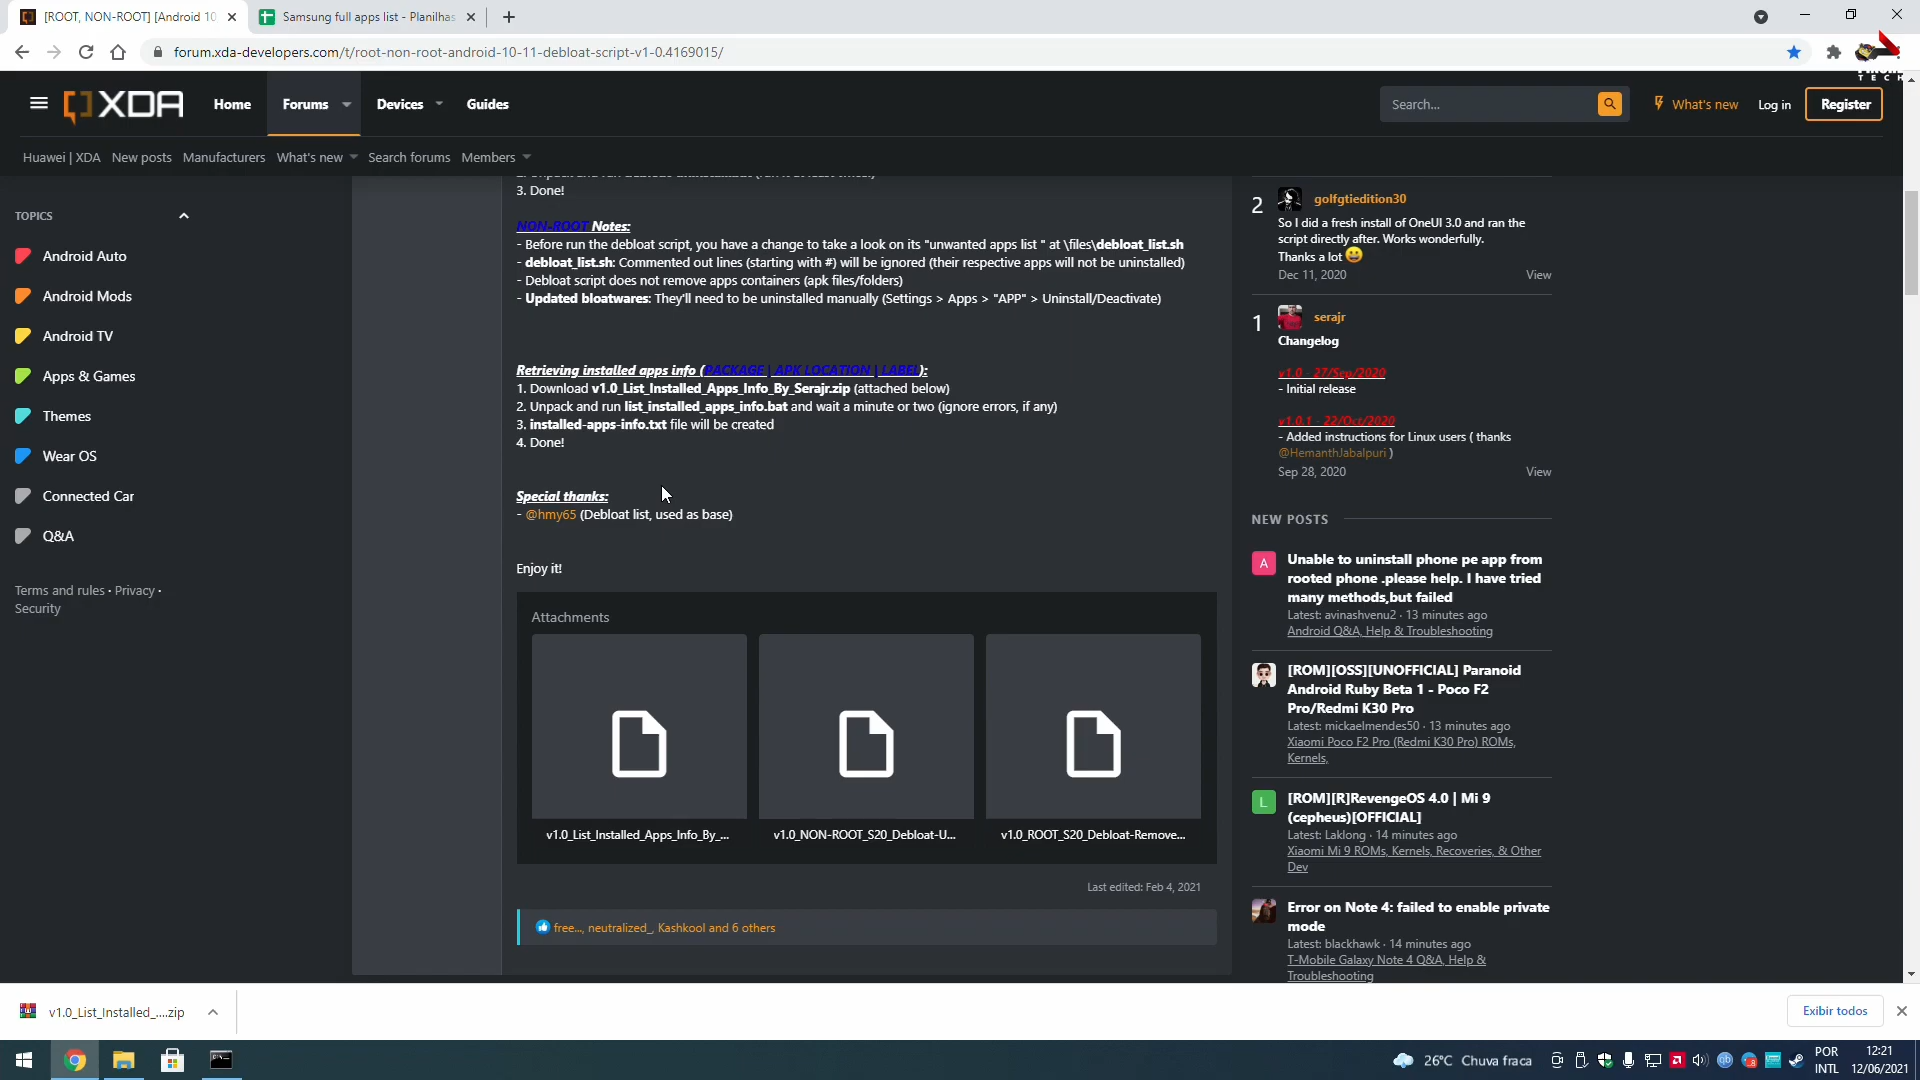 [ROOT, NON-ROOT] [Android 10
Samsung full apps list - Planilhas
forum.xda-developers.com/t/root-non-root-android-10-11-debloat-script-v1-0.4169015/
TECH
XDA
Home
Forums
Devices
Guides
Search...
What's new
Log in
Register
Huawei | XDA
New posts
Manufacturers
What's new
Search forums
Members
TOPICS
Android Auto
Android Mods
Android TV
Apps & Games
Themes
Wear OS
Connected Car
Q&A
Terms and rules • Privacy •
Security
3. Done!
NON-ROOT Notes:
- Before run the debloat script, you have a change to take a look on its "unwanted apps list " at \files\debloat_list.sh
- debloat_list.sh: Commented out lines (starting with #) will be ignored (their respective apps will not be uninstalled)
- Debloat script does not remove apps containers (apk files/folders)
- Updated bloatwares: They'll need to be uninstalled manually (Settings > Apps > "APP" > Uninstall/Deactivate)
Retrieving installed apps info (PACKAGE | APK LOCATION | LABEL):
1. Download v1.0_List_Installed_Apps_Info_By_Serajr.zip (attached below)
2. Unpack and run list_installed_apps_info.bat and wait a minute or two (ignore errors, if any)
3. installed-apps-info.txt file will be created
4. Done!
Special thanks:
- @hmy65 (Debloat list, used as base)
Enjoy it!
Attachments
v1.0_List_Installed_Apps_Info_By_...
v1.0_NON-ROOT_S20_Debloat-U...
v1.0_ROOT_S20_Debloat-Remove...
Last edited: Feb 4, 2021
free..., neutralized_, Kashkool and 6 others
2
golfgtiedition30
So I did a fresh install of OneUI 3.0 and ran the
script directly after. Works wonderfully.
Thanks a lot
Dec 11, 2020
View
1
serajr
Changelog
v1.0 - 27/Sep/2020
- Initial release
v1.0.1 - 22/Oct/2020
- Added instructions for Linux users ( thanks
@HemanthJabalpuri )
Sep 28, 2020
View
NEW POSTS
A
Unable to uninstall phone pe app from
rooted phone .please help. I have tried
many methods,but failed
Latest: avinashvenu2 · 13 minutes ago
Android Q&A, Help & Troubleshooting
[ROM][OSS][UNOFFICIAL] Paranoid
Android Ruby Beta 1 - Poco F2
Pro/Redmi K30 Pro
Latest: mickaelmendes50 · 13 minutes ago
Xiaomi Poco F2 Pro (Redmi K30 Pro) ROMs,
Kernels,
L
[ROM][R]RevengeOS 4.0 | Mi 9
(cepheus)[OFFICIAL]
Latest: Laklong · 14 minutes ago
Xiaomi Mi 9 ROMs, Kernels, Recoveries, & Other
Dev
Error on Note 4: failed to enable private
mode
Latest: blackhawk · 14 minutes ago
T-Mobile Galaxy Note 4 Q&A, Help &
Troubleshooting
v1.0_List_Installed_....zip
Exibir todos
26°C Chuva fraca
POR
INTL
12:21
12/06/2021